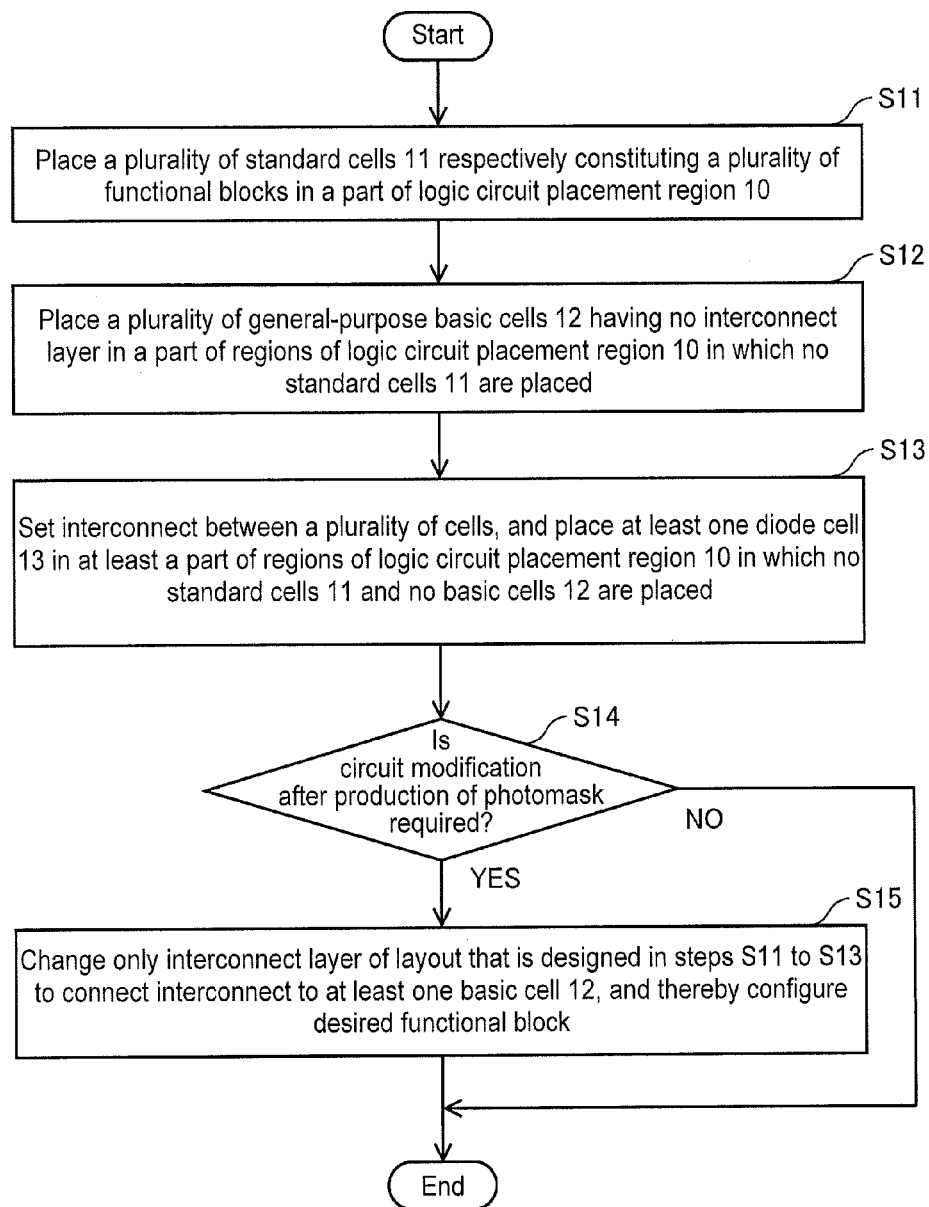 Start
S11
Place a plurality of standard cells 11 respectively constituting a plurality of
functional blocks in a part of logic circuit placement region 10
S12
Place a plurality of general-purpose basic cells 12 having no interconnect
layer in a part of regions of logic circuit placement region 10 in which no
standard cells 11 are placed
S13
Set interconnect between a plurality of cells, and place at least one diode cell
13 in at least a part of regions of logic circuit placement region 10 in which no
standard cells 11 and no basic cells 12 are placed
S14
Is
circuit modification
after production of photomask
required?
NO
YES
S15
Change only interconnect layer of layout that is designed in steps S11 to S13
to connect interconnect to at least one basic cell 12, and thereby configure
desired functional block
End